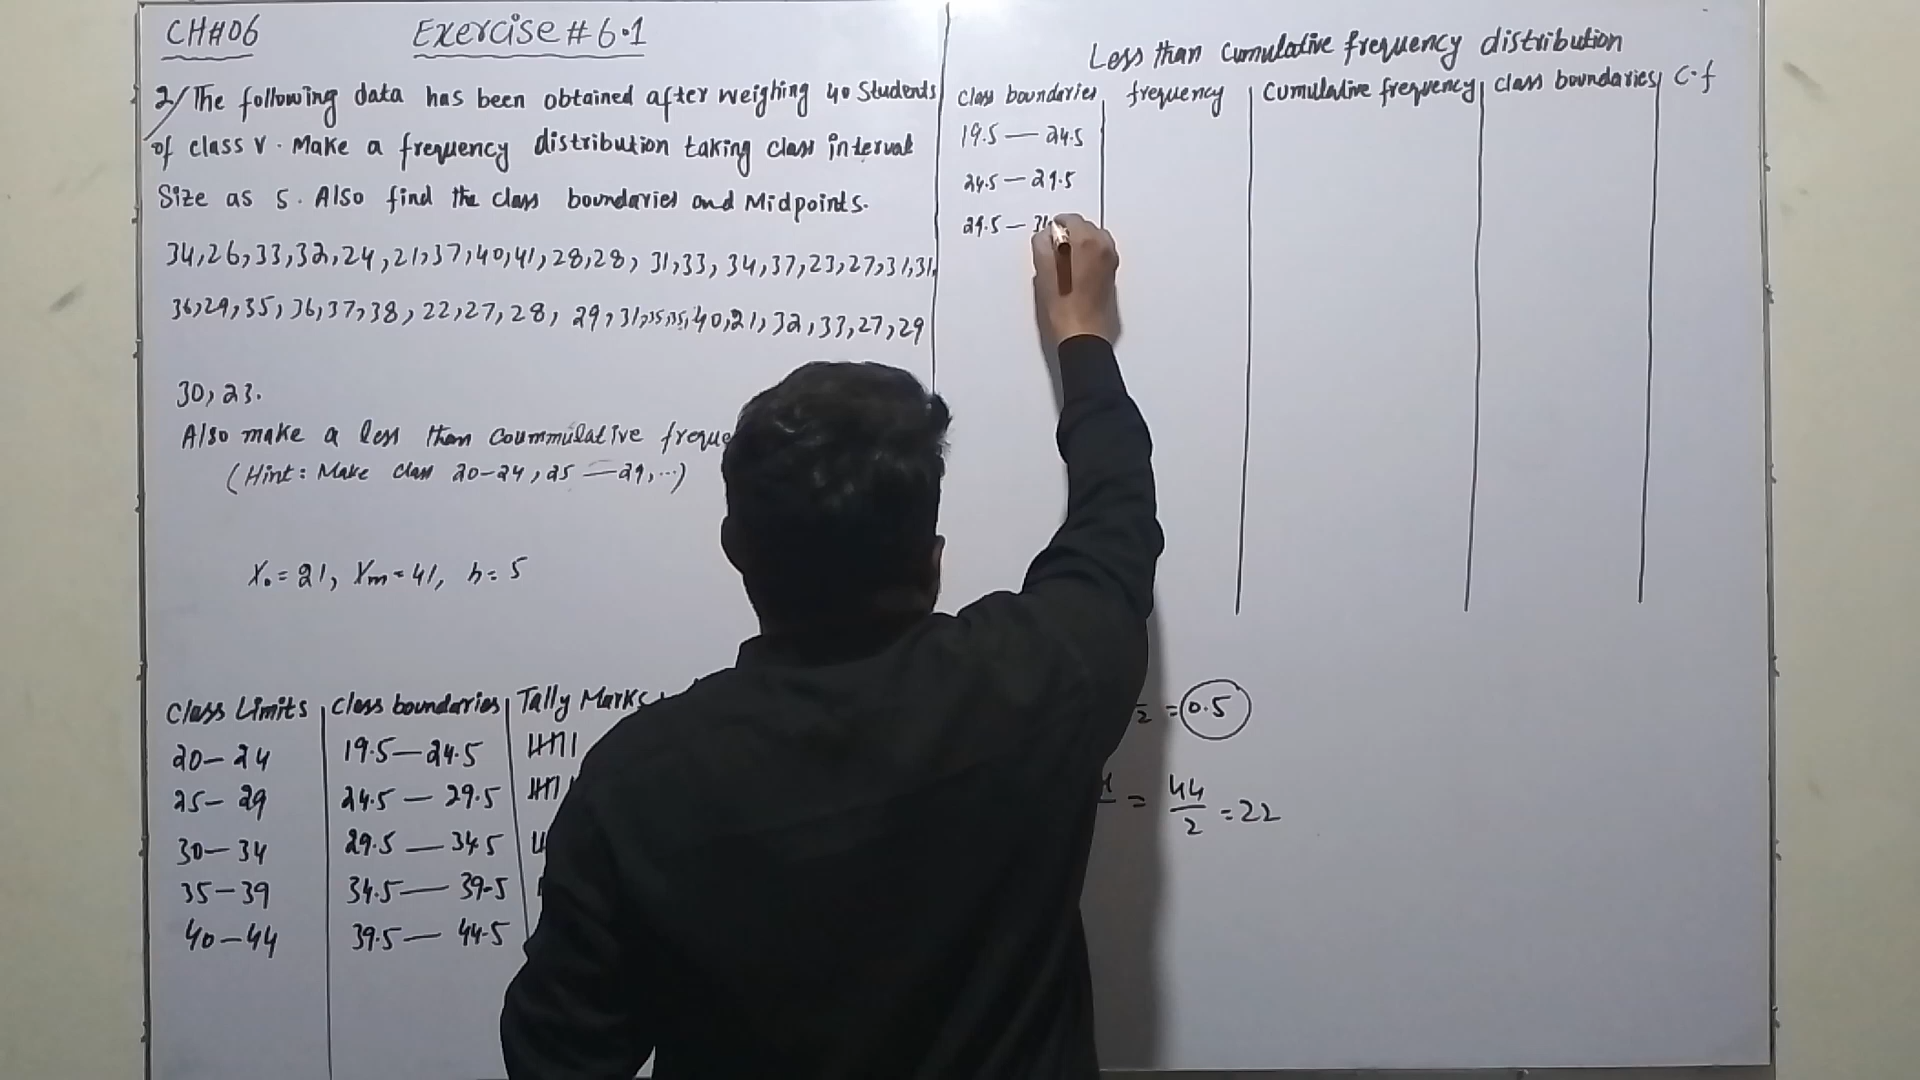 CH#06
Exercise # 6.1
2/ The following data has been obtained after weighing 40 Students
of class V. Make a frequency distribution taking class interval
Size as 5. Also find the class boundaries and Midpoints.
34,26,33,32,24,21,37,40,41,28,28,31,33,34,37,23,27,31,31,
36,29,35,36,37,38,22,27,28,29,31,35,35,40,21,32,33,27,29
30,23.
Also make a less than Coummulative
(Hint: Make class 20-24, 25 — 29, ...)
X₀ = 21, Xm = 41, h = 5
Class Limits | Class boundaries | Tally Marks
20 - 24 | 19.5 — 24.5
25 - 29 | 24.5 — 29.5
30 - 34 | 29.5 — 34.5
35 - 39 | 34.5 — 39.5
40 - 44 | 39.5 — 44.5
Less than Cumulative frequency distribution
Class boundaries | frequency | Cumulative frequency | Class boundaries | C.f
19.5 — 24.5
24.5 — 29.5
29.5 —
= 0.5
= 44/2 = 22